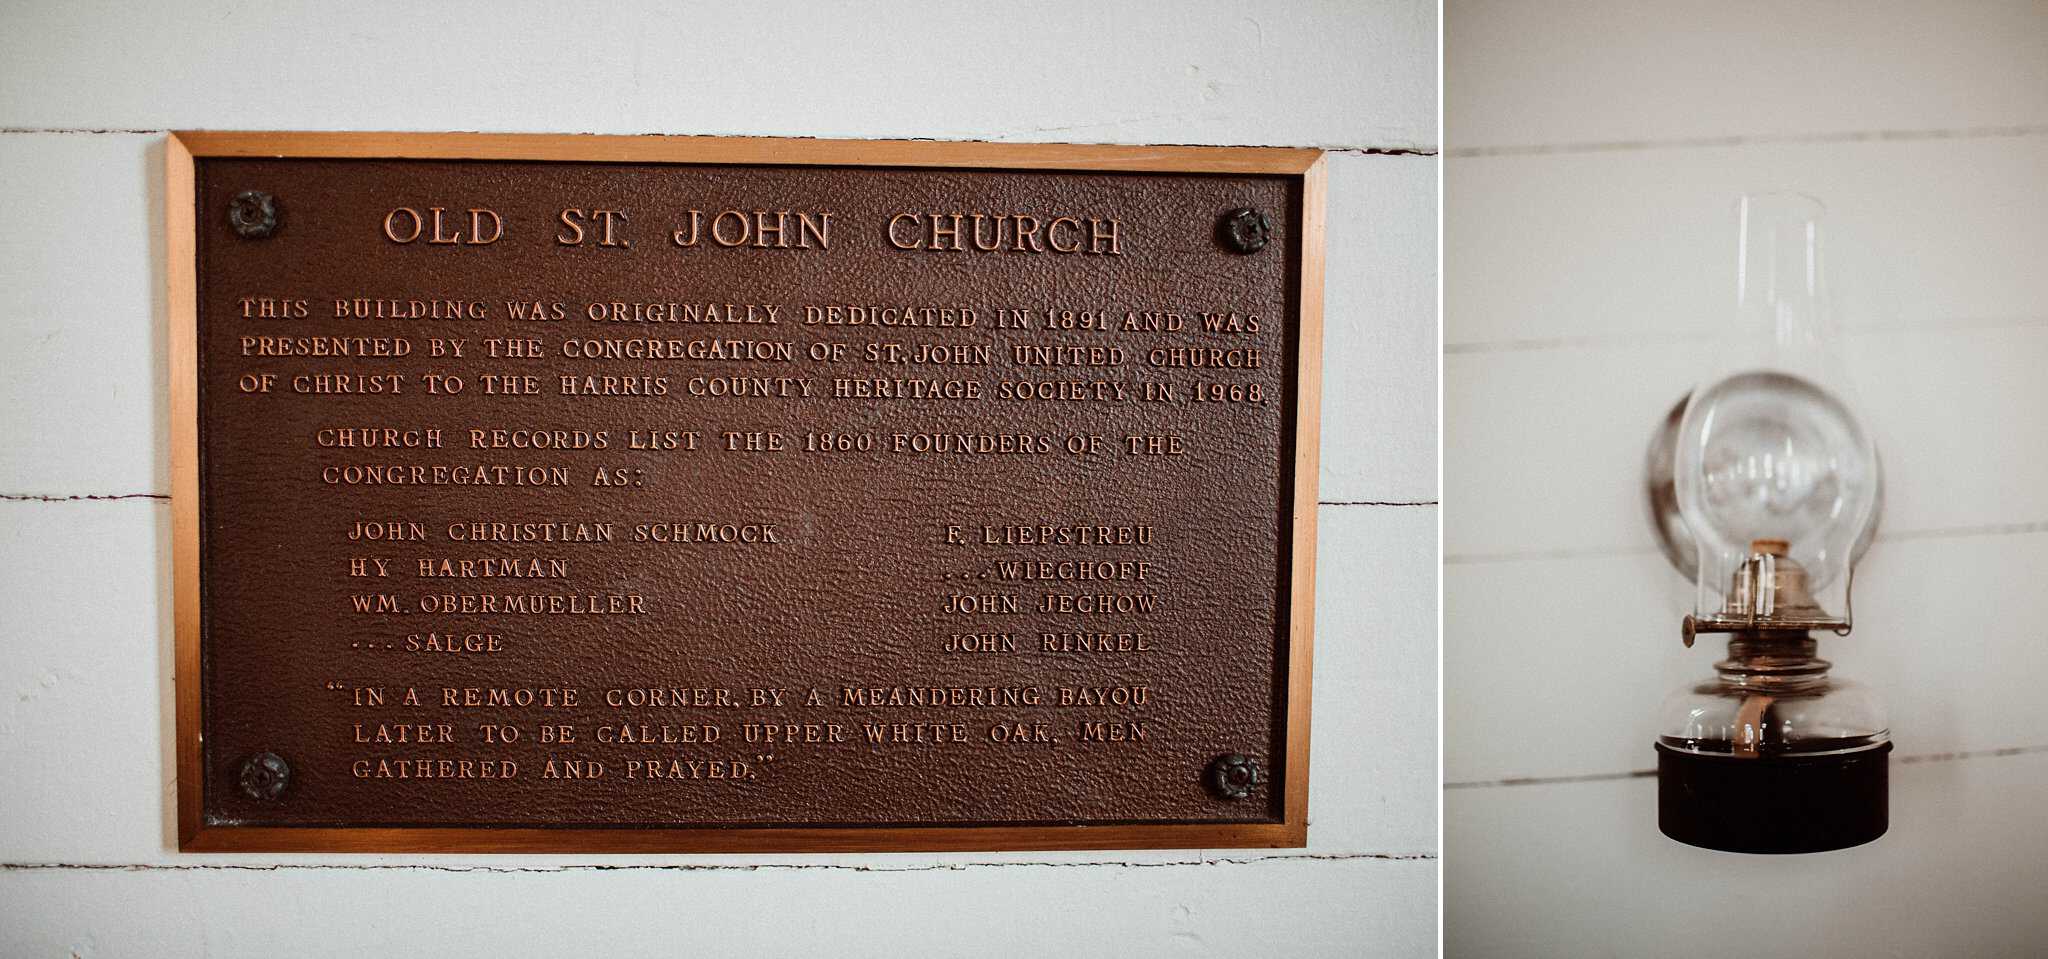 OLD ST. JOHN CHURCH
THIS BUILDING WAS ORIGINALLY DEDICATED IN 1891 AND WAS
PRESENTED BY THE CONGREGATION OF ST. JOHN UNITED CHURCH
OF CHRIST TO THE HARRIS COUNTY HERITAGE SOCIETY IN 1968.
CHURCH RECORDS LIST THE 1860 FOUNDERS OF THE
CONGREGATION AS:
JOHN CHRISTIAN SCHMOCK
HY HARTMAN
WM. OBERMUELLER
...SALGE
F. LIEPSTREU
...WIECHOFF
JOHN JECHOW
JOHN RINKEL
“IN A REMOTE CORNER, BY A MEANDERING BAYOU
LATER TO BE CALLED UPPER WHITE OAK, MEN
GATHERED AND PRAYED.”